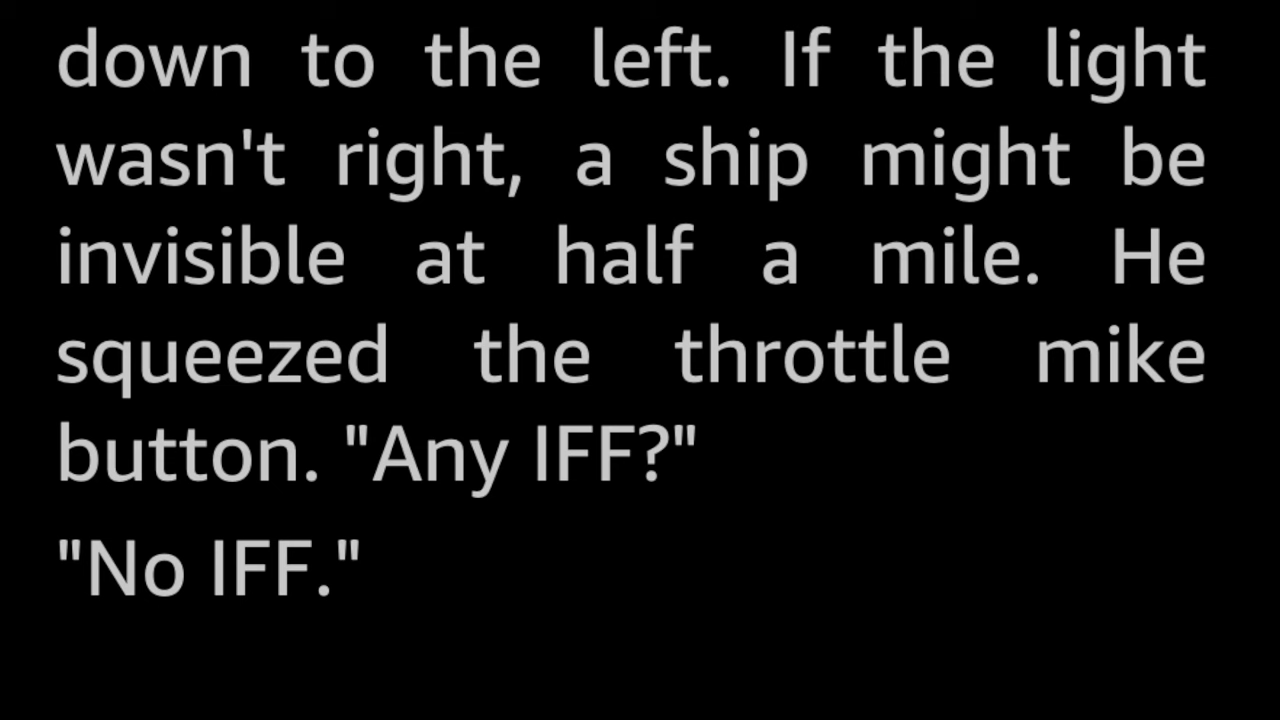 down to the left. If the light
wasn't right, a ship might be
invisible at half a mile. He
squeezed the throttle mike
button. "Any IFF?"
"No IFF."